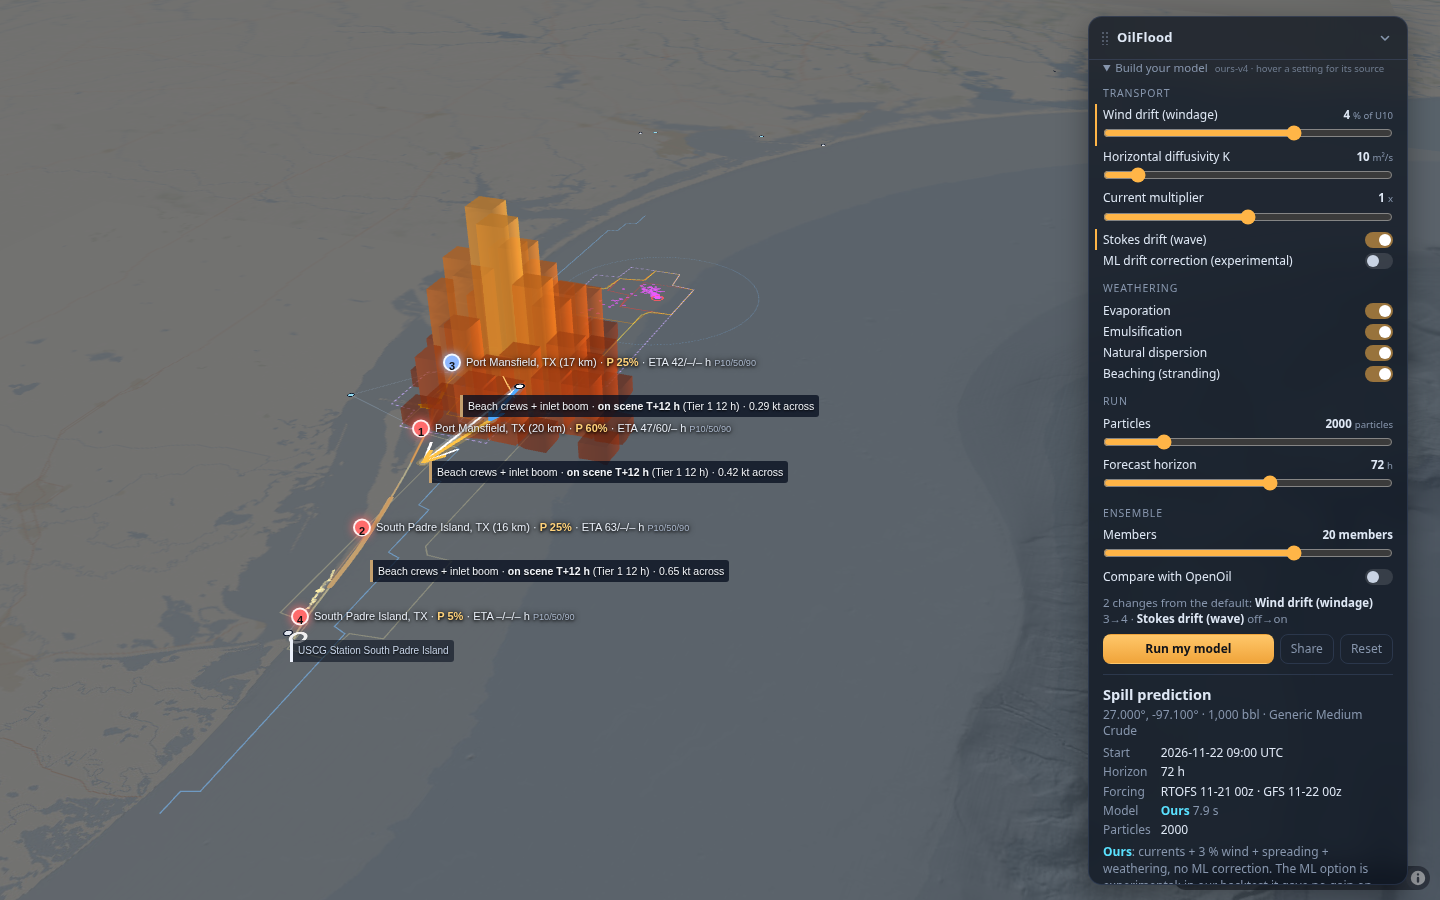 OilFlood
Build your model ours-v4 · hover a setting for its source
TRANSPORT
Wind drift (windage) 4 % of U10
Horizontal diffusivity K 10 m²/s
Current multiplier 1 x
Stokes drift (wave)
ML drift correction (experimental)
WEATHERING
Evaporation
Emulsification
Natural dispersion
Beaching (stranding)
RUN
Particles 2000 particles
Forecast horizon 72 h
ENSEMBLE
Members 20 members
Compare with OpenOil
2 changes from the default: Wind drift (windage)
3→4 · Stokes drift (wave) off→on
Run my model Share Reset
Spill prediction
27.000°, -97.100° · 1,000 bbl · Generic Medium
Crude
Start 2026-11-22 09:00 UTC
Horizon 72 h
Forcing RTOFS 11-21 00z · GFS 11-22 00z
Model Ours 7.9 s
Particles 2000
Ours: currents + 3 % wind + spreading +
weathering, no ML correction. The ML option is
3 Port Mansfield, TX (17 km) · P 25% · ETA 42/–/– h P10/50/90
Beach crews + inlet boom · on scene T+12 h (Tier 1 12 h) · 0.29 kt across
1 Port Mansfield, TX (20 km) · P 60% · ETA 47/60/– h P10/50/90
Beach crews + inlet boom · on scene T+12 h (Tier 1 12 h) · 0.42 kt across
2 South Padre Island, TX (16 km) · P 25% · ETA 63/–/– h P10/50/90
Beach crews + inlet boom · on scene T+12 h (Tier 1 12 h) · 0.65 kt across
4 South Padre Island, TX · P 5% · ETA –/–/– h P10/50/90
USCG Station South Padre Island